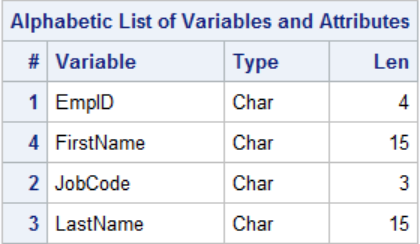 Alphabetic List of Variables and Attributes
# Variable Type Len
1 EmpID Char 4
4 FirstName Char 15
2 JobCode Char 3
3 LastName Char 15